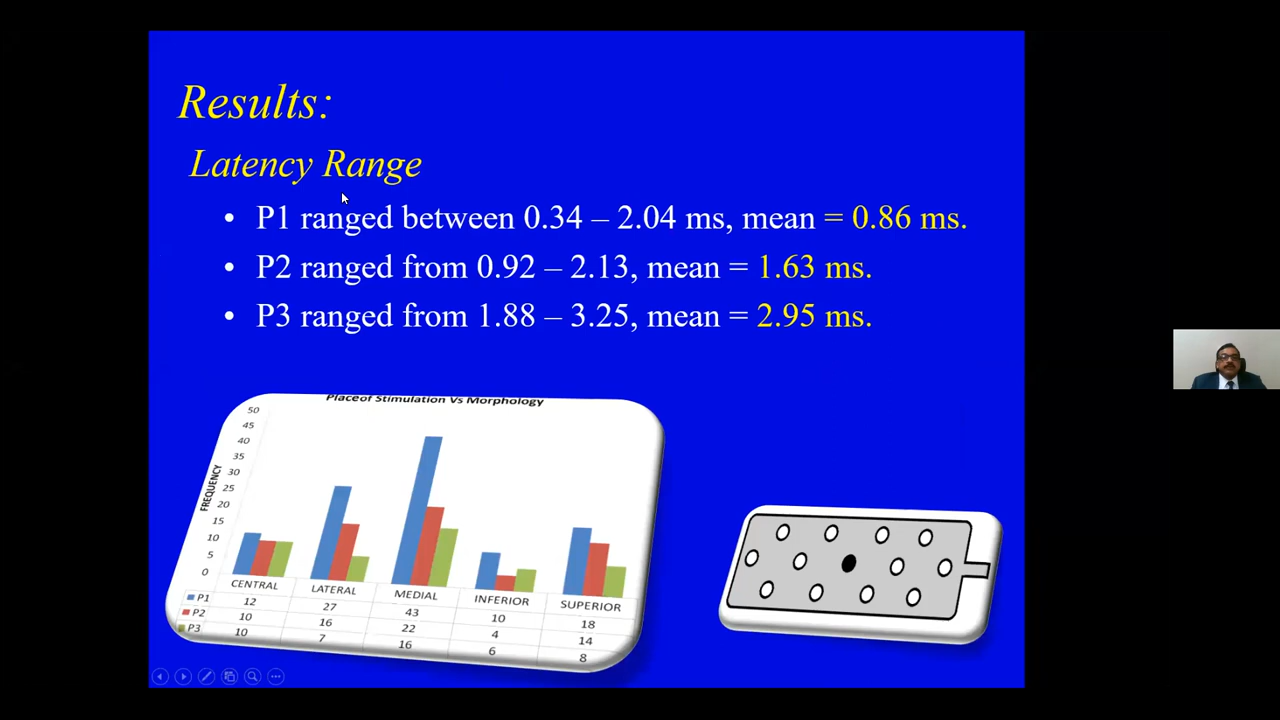 Results:
Latency Range
• P1 ranged between 0.34 – 2.04 ms, mean = 0.86 ms.
• P2 ranged from 0.92 – 2.13, mean = 1.63 ms.
• P3 ranged from 1.88 – 3.25, mean = 2.95 ms.
Placeof Stimulation Vs Morphology
FREQUENCY
50
45
40
35
30
25
20
15
10
5
0
CENTRAL LATERAL MEDIAL INFERIOR SUPERIOR
P1 12 27 43 10 18
P2 10 16 22 4 14
P3 10 7 16 6 8